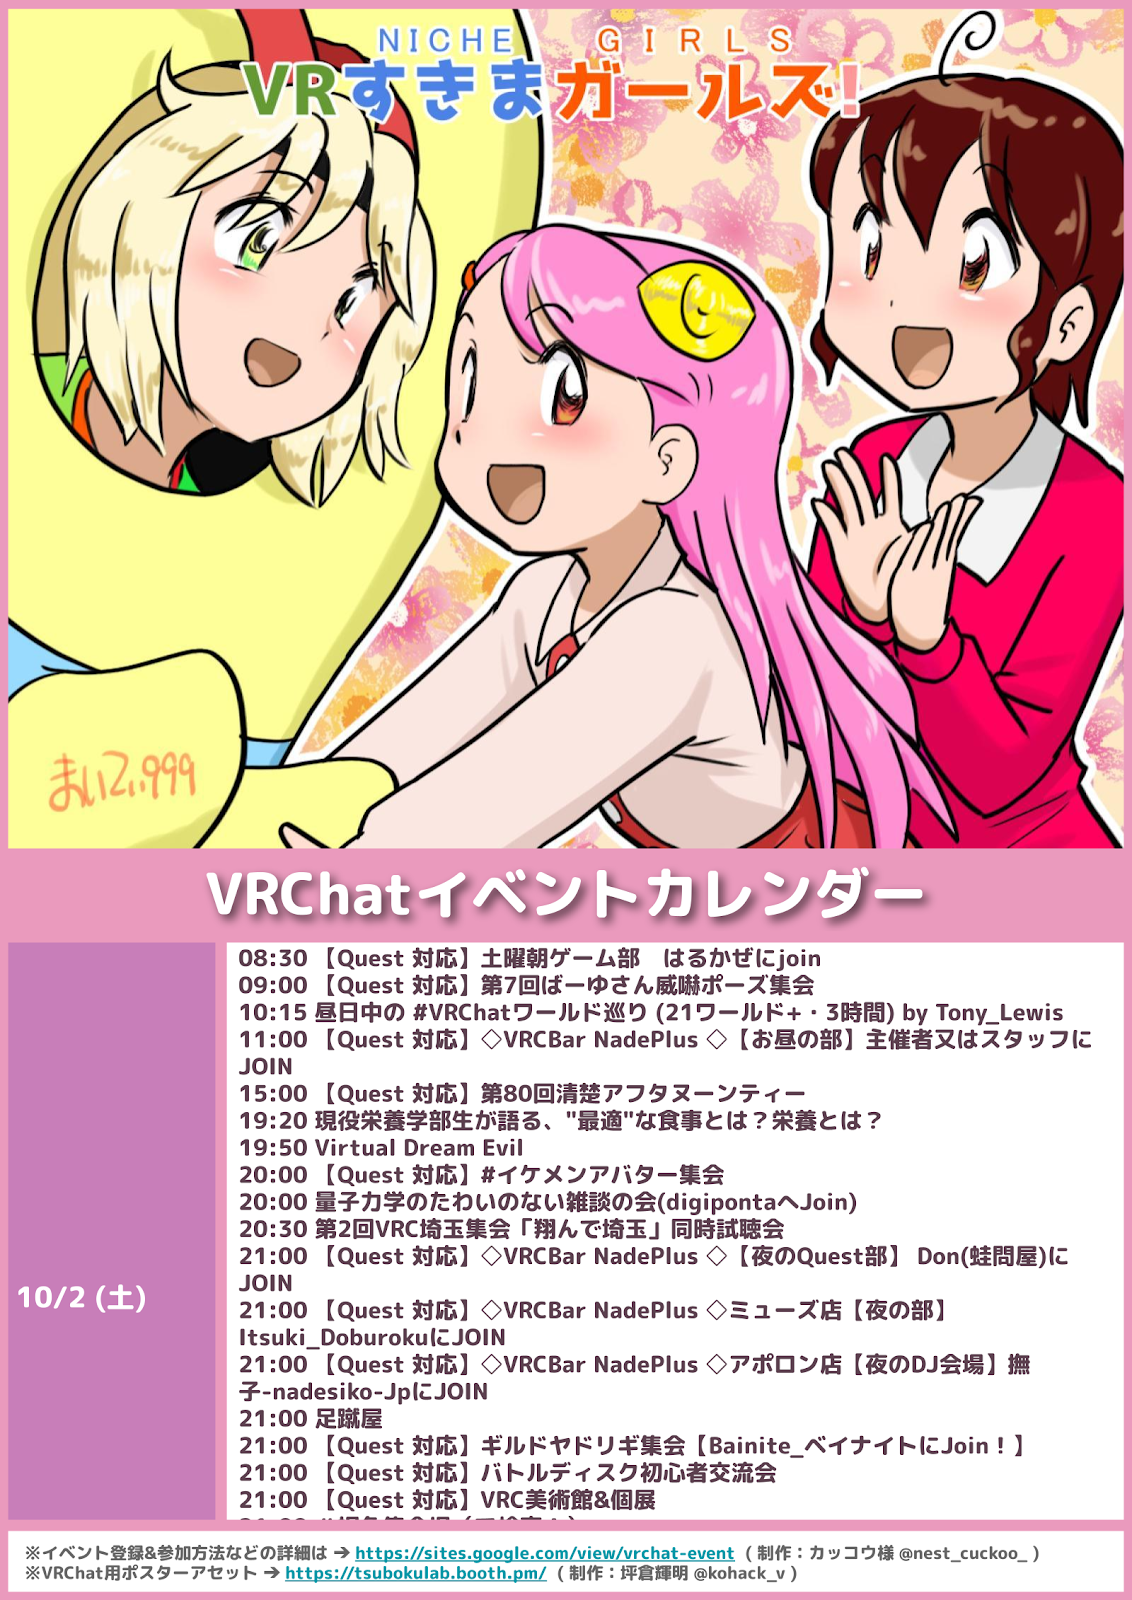 NICHE GIRLS
VRすきまガールズ!
VRChatイベントカレンダー
10/2 (土)
08:30 【Quest 対応】土曜朝ゲーム部　はるかぜにjoin
09:00 【Quest 対応】第7回ばーゆさん威嚇ポーズ集会
10:15 昼日中の #VRChatワールド巡り (21ワールド+・3時間) by Tony_Lewis
11:00 【Quest 対応】◇VRCBar NadePlus ◇【お昼の部】主催者又はスタッフに
JOIN
15:00 【Quest 対応】第80回清楚アフタヌーンティー
19:20 現役栄養学部生が語る、"最適"な食事とは？栄養とは？
19:50 Virtual Dream Evil
20:00 【Quest 対応】#イケメンアバター集会
20:00 量子力学のたわいのない雑談の会(digipontaへJoin)
20:30 第2回VRC埼玉集会「翔んで埼玉」同時試聴会
21:00 【Quest 対応】◇VRCBar NadePlus ◇【夜のQuest部】 Don(蛙問屋)に
JOIN
21:00 【Quest 対応】◇VRCBar NadePlus ◇ミューズ店【夜の部】
Itsuki_DoburokuにJOIN
21:00 【Quest 対応】◇VRCBar NadePlus ◇アポロン店【夜のDJ会場】撫
子-nadesiko-JpにJOIN
21:00 足蹴屋
21:00 【Quest 対応】ギルドヤドリギ集会【Bainite_ベイナイトにJoin！】
21:00 【Quest 対応】バトルディスク初心者交流会
21:00 【Quest 対応】VRC美術館&個展
※イベント登録&参加方法などの詳細は → https://sites.google.com/view/vrchat-event ( 制作：カッコウ様 @nest_cuckoo_ )
※VRChat用ポスターアセット → https://tsubokulab.booth.pm/ ( 制作：坪倉輝明 @kohack_v )